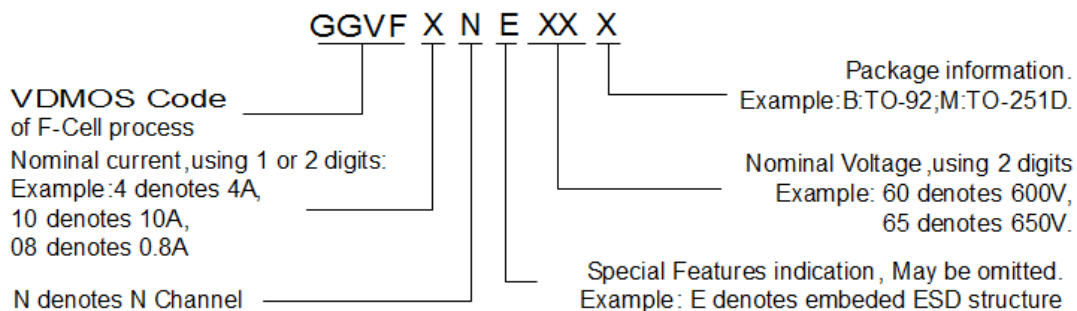 GGVF X N E XX X
VDMOS Code
of F-Cell process
Nominal current,using 1 or 2 digits:
Example:4 denotes 4A,
10 denotes 10A,
08 denotes 0.8A
N denotes N Channel
Package information.
Example:B:TO-92;M:TO-251D.
Nominal Voltage,using 2 digits
Example: 60 denotes 600V,
65 denotes 650V.
Special Features indication, May be omitted.
Example: E denotes embeded ESD structure